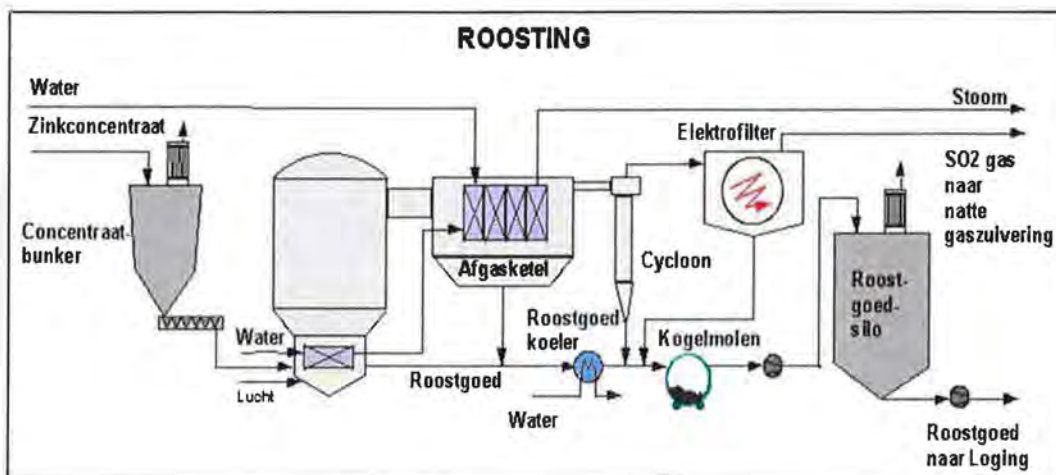 ROOSTING
Water
Stoom
Zinkconcentraat
Elektrofilter
SO2 gas
naar
natte
gaszuivering
Concentraat-
bunker
Afgasketel
Cycloon
Roost-
goed-
silo
Roostgoed
koeler
Kogelmolen
Water
Roostgoed
Lucht
Water
Roostgoed
naar Loging